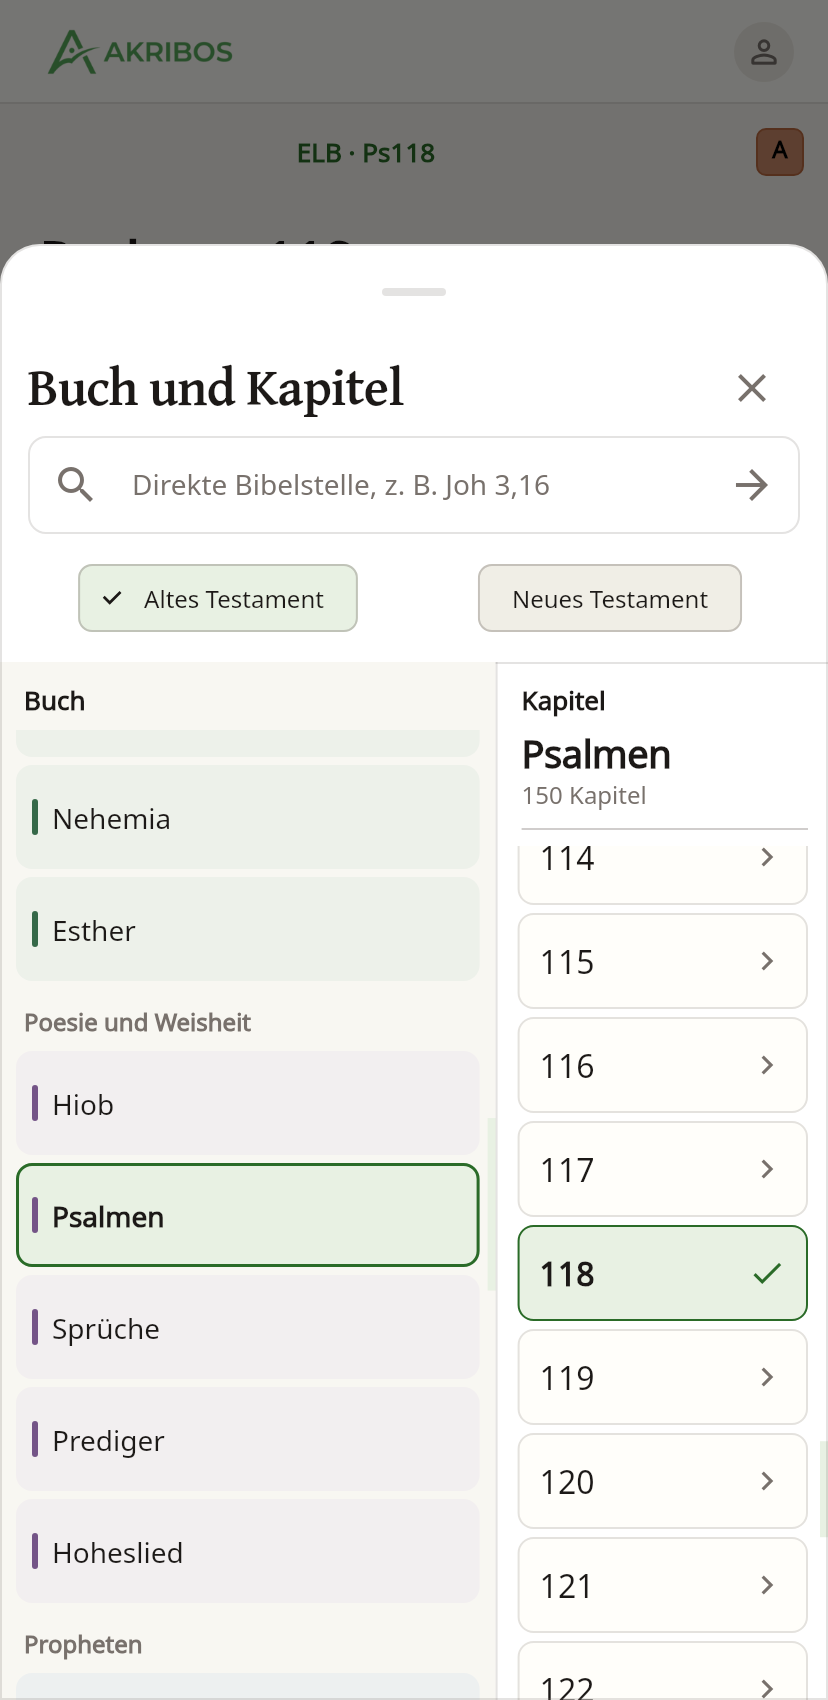 AKRIBOS
ELB · Ps118
A
Buch und Kapitel
Direkte Bibelstelle, z. B. Joh 3,16
Altes Testament
Neues Testament
Buch
Nehemia
Esther
Poesie und Weisheit
Hiob
Psalmen
Sprüche
Prediger
Hoheslied
Propheten
Kapitel
Psalmen
150 Kapitel
114
115
116
117
118
119
120
121
122